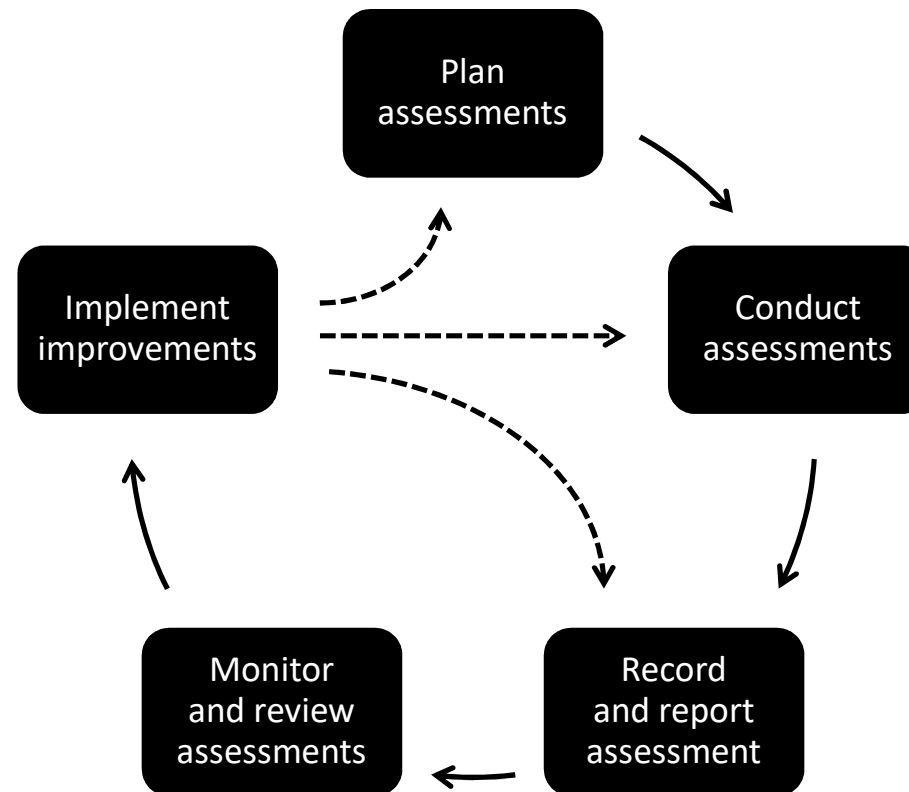 Plan
assessments
Implement
improvements
Conduct
assessments
Monitor
and review
assessments
Record
and report
assessment